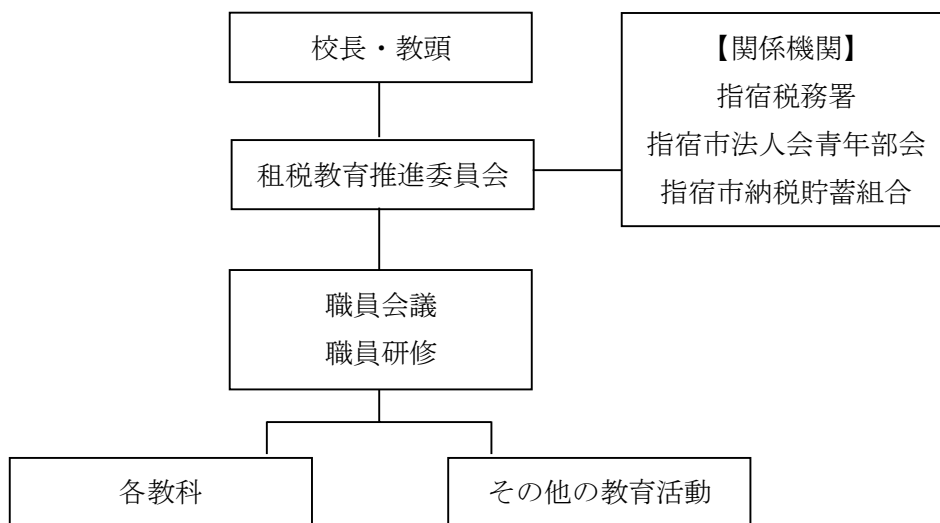 校長・教頭
【関係機関】
指宿税務署
指宿市法人会青年部会
指宿市納税貯蓄組合
租税教育推進委員会
職員会議
職員研修
各教科
その他の教育活動